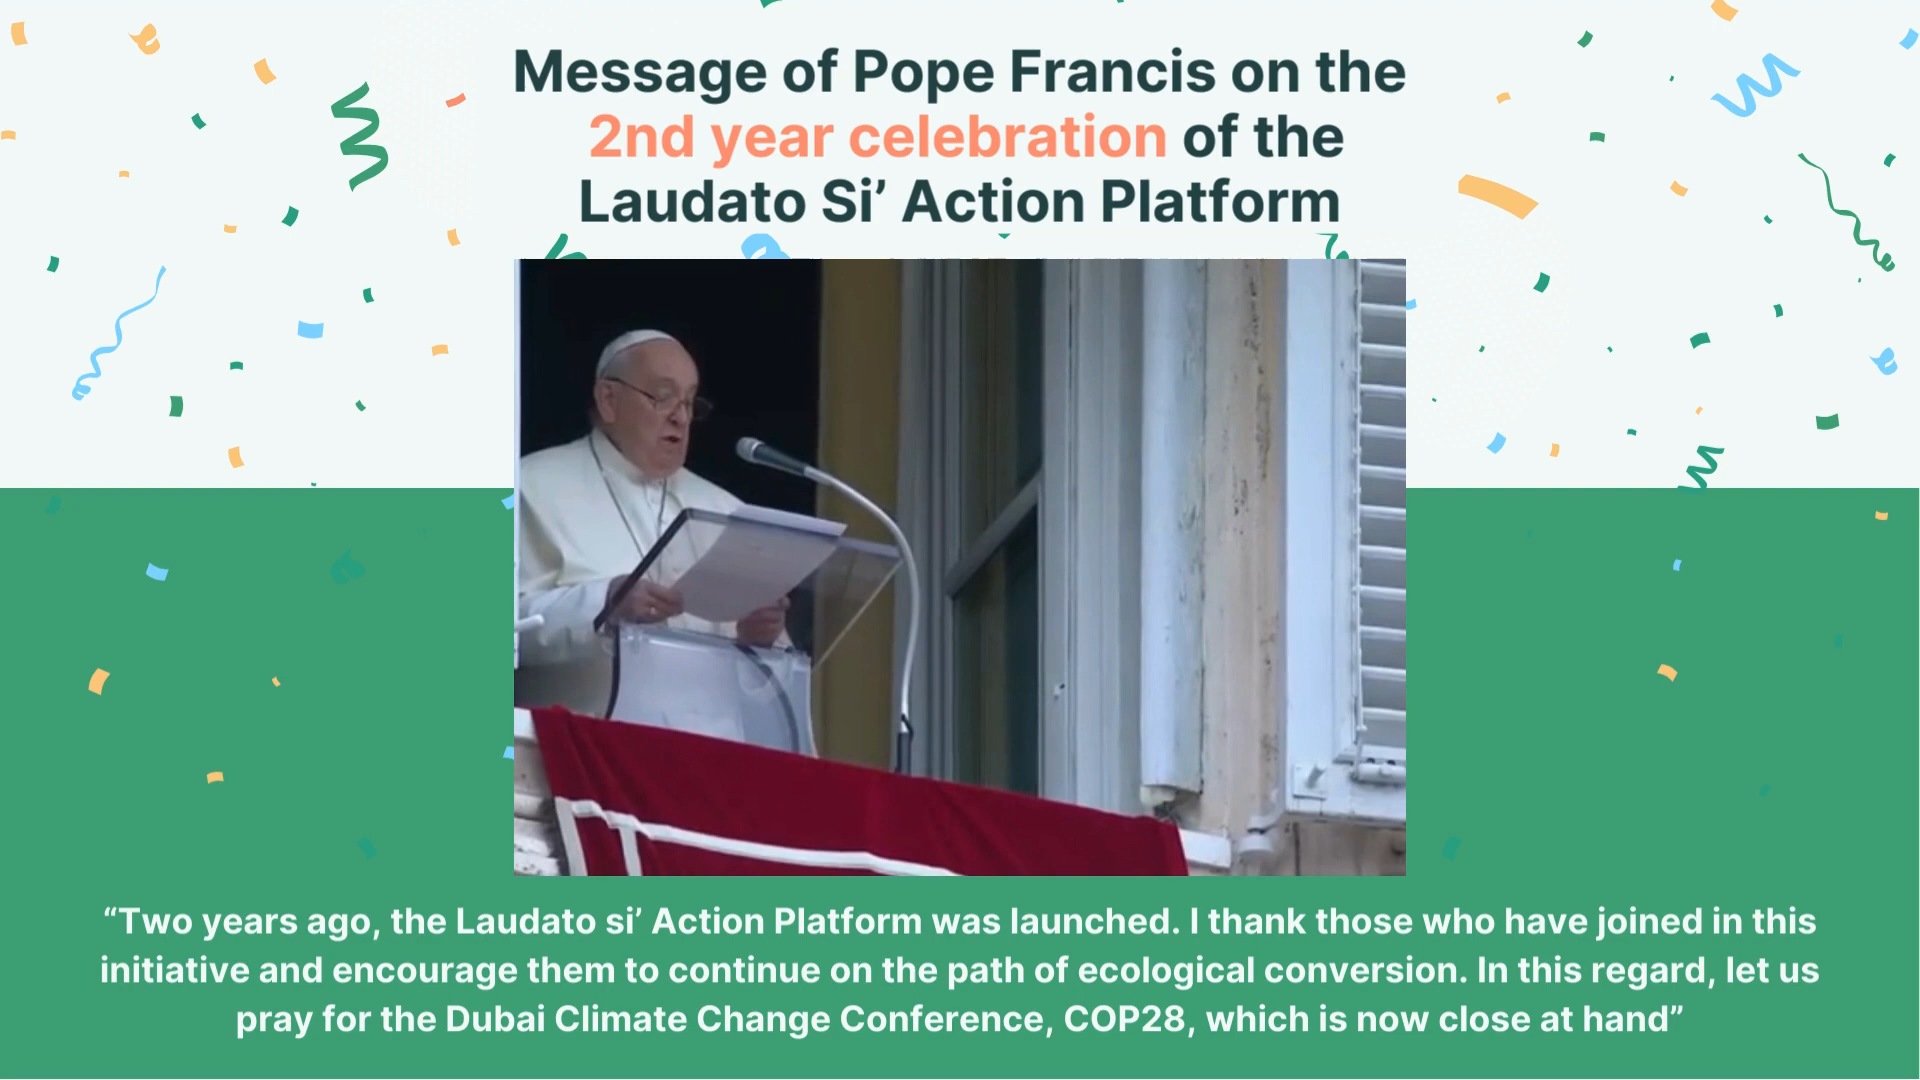 Message of Pope Francis on the
2nd year celebration of the
Laudato Si’ Action Platform
“Two years ago, the Laudato si’ Action Platform was launched. I thank those who have joined in this
initiative and encourage them to continue on the path of ecological conversion. In this regard, let us
pray for the Dubai Climate Change Conference, COP28, which is now close at hand”